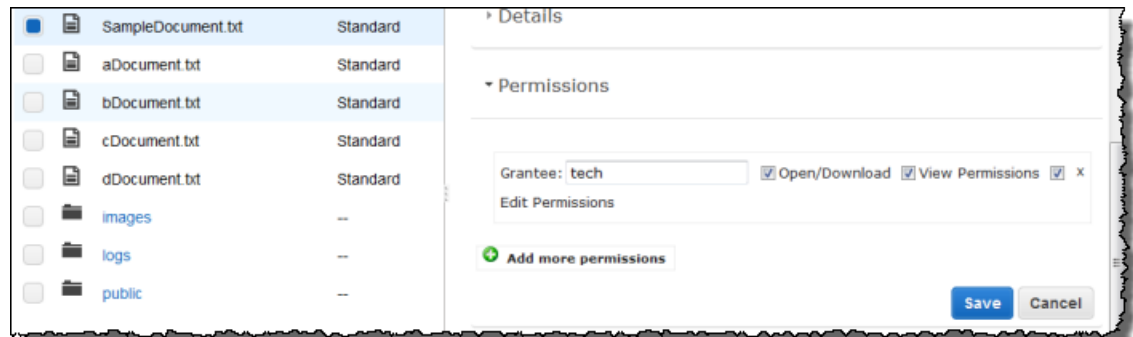 SampleDocument.txt Standard
aDocument.txt Standard
bDocument.txt Standard
cDocument.txt Standard
dDocument.txt Standard
images --
logs --
public --
Details
Permissions
Grantee: tech Open/Download View Permissions x
Edit Permissions
Add more permissions
Save Cancel